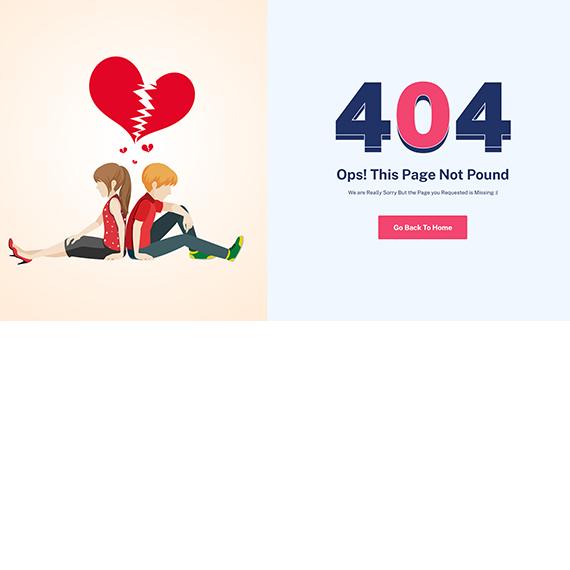 404
Ops! This Page Not Pound
We are Really Sorry But the Page you Requested is Missing :(
Go Back To Home